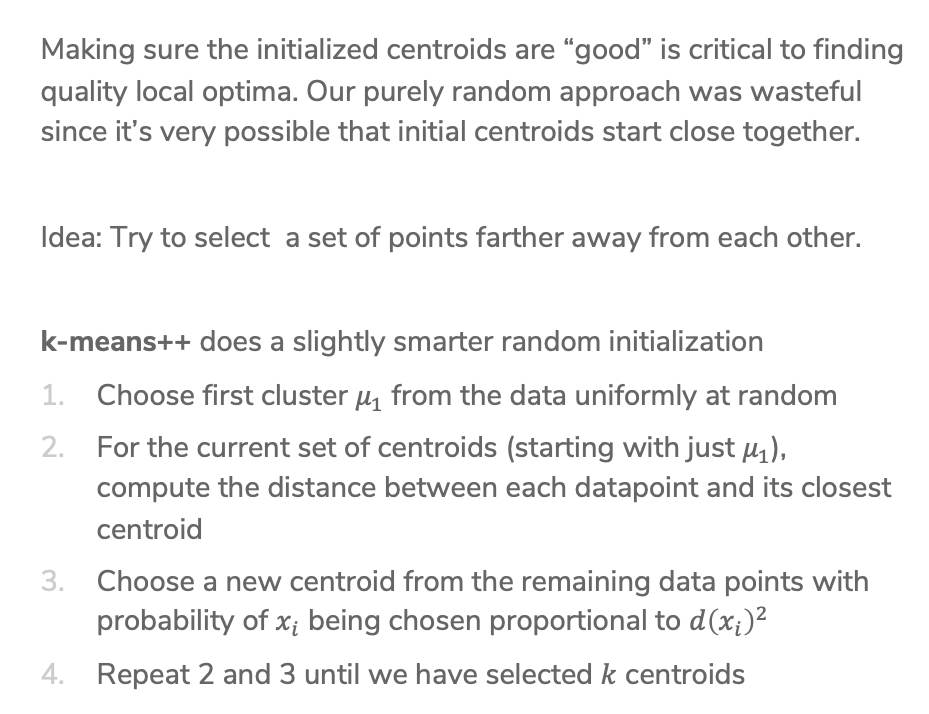 Making sure the initialized centroids are “good” is critical to finding
quality local optima. Our purely random approach was wasteful
since it’s very possible that initial centroids start close together.
Idea: Try to select  a set of points farther away from each other.
k-means++ does a slightly smarter random initialization
1. Choose first cluster μ₁ from the data uniformly at random
2. For the current set of centroids (starting with just μ₁),
compute the distance between each datapoint and its closest
centroid
3. Choose a new centroid from the remaining data points with
probability of xᵢ being chosen proportional to d(xᵢ)²
4. Repeat 2 and 3 until we have selected k centroids